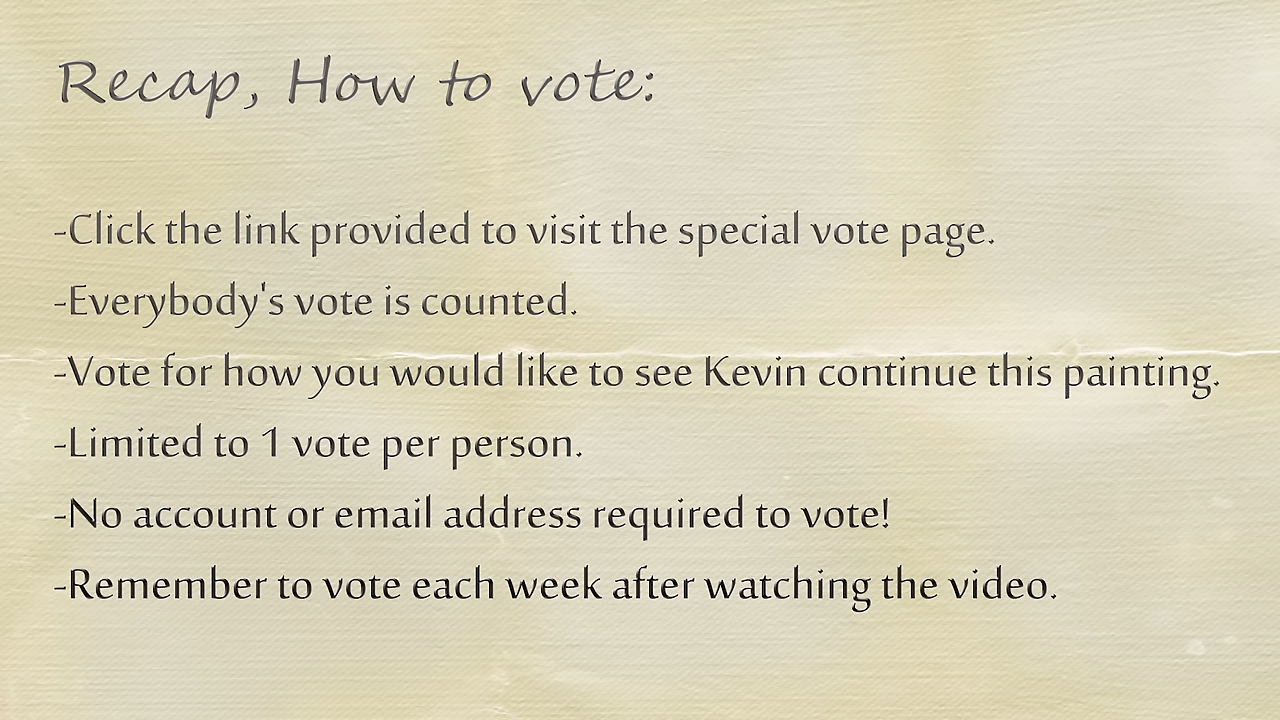 Recap, How to vote:
-Click the link provided to visit the special vote page.
-Everybody's vote is counted.
-Vote for how you would like to see Kevin continue this painting.
-Limited to 1 vote per person.
-No account or email address required to vote!
-Remember to vote each week after watching the video.